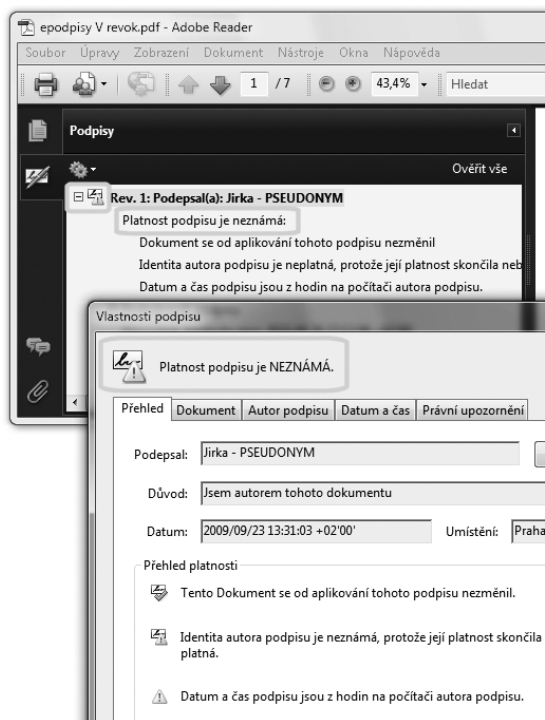 epodpisy V revok.pdf - Adobe Reader
Soubor Úpravy Zobrazení Dokument Nástroje Okna Nápověda
1 / 7 43,4% Hledat
Podpisy
Ověřit vše
Rev. 1: Podepsal(a): Jirka - PSEUDONYM
Platnost podpisu je neznámá:
Dokument se od aplikování tohoto podpisu nezměnil
Identita autora podpisu je neplatná, protože její platnost skončila neb
Datum a čas podpisu jsou z hodin na počítači autora podpisu.
Vlastnosti podpisu
Platnost podpisu je NEZNÁMÁ.
Přehled Dokument Autor podpisu Datum a čas Právní upozornění
Podepsal: Jirka - PSEUDONYM
Důvod: Jsem autorem tohoto dokumentu
Datum: 2009/09/23 13:31:03 +02'00' Umístění: Praha
Přehled platnosti
Tento Dokument se od aplikování tohoto podpisu nezměnil.
Identita autora podpisu je neznámá, protože její platnost skončila
platná.
Datum a čas podpisu jsou z hodin na počítači autora podpisu.